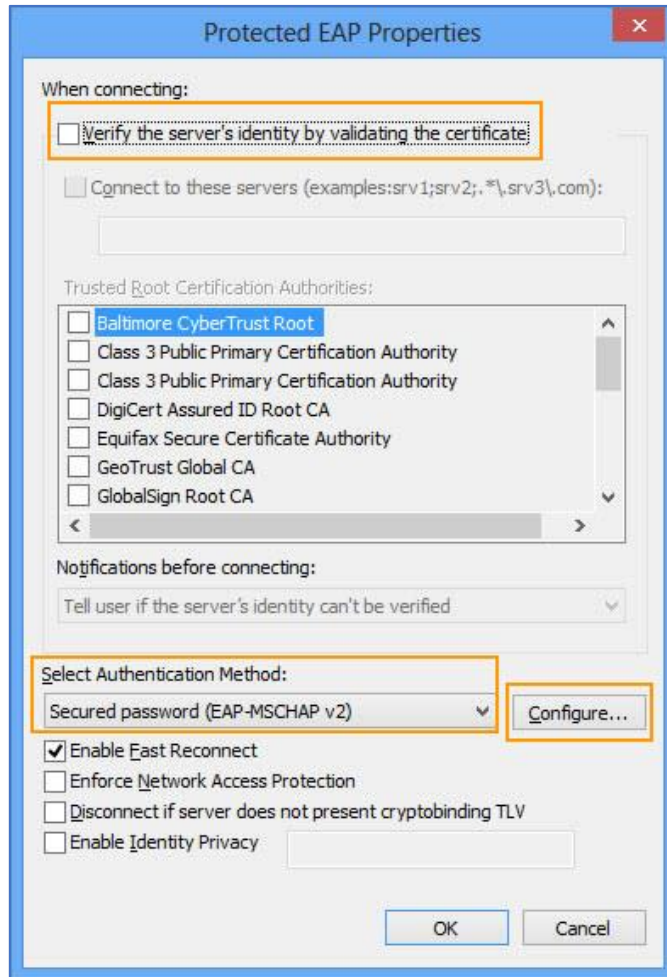 Protected EAP Properties
When connecting:
Verify the server's identity by validating the certificate
Connect to these servers (examples:srv1;srv2;.*\.srv3\.com):
Trusted Root Certification Authorities:
Baltimore CyberTrust Root
Class 3 Public Primary Certification Authority
Class 3 Public Primary Certification Authority
DigiCert Assured ID Root CA
Equifax Secure Certificate Authority
GeoTrust Global CA
GlobalSign Root CA
Notifications before connecting:
Tell user if the server's identity can't be verified
Select Authentication Method:
Secured password (EAP-MSCHAP v2)
Configure...
Enable Fast Reconnect
Enforce Network Access Protection
Disconnect if server does not present cryptobinding TLV
Enable Identity Privacy
OK Cancel